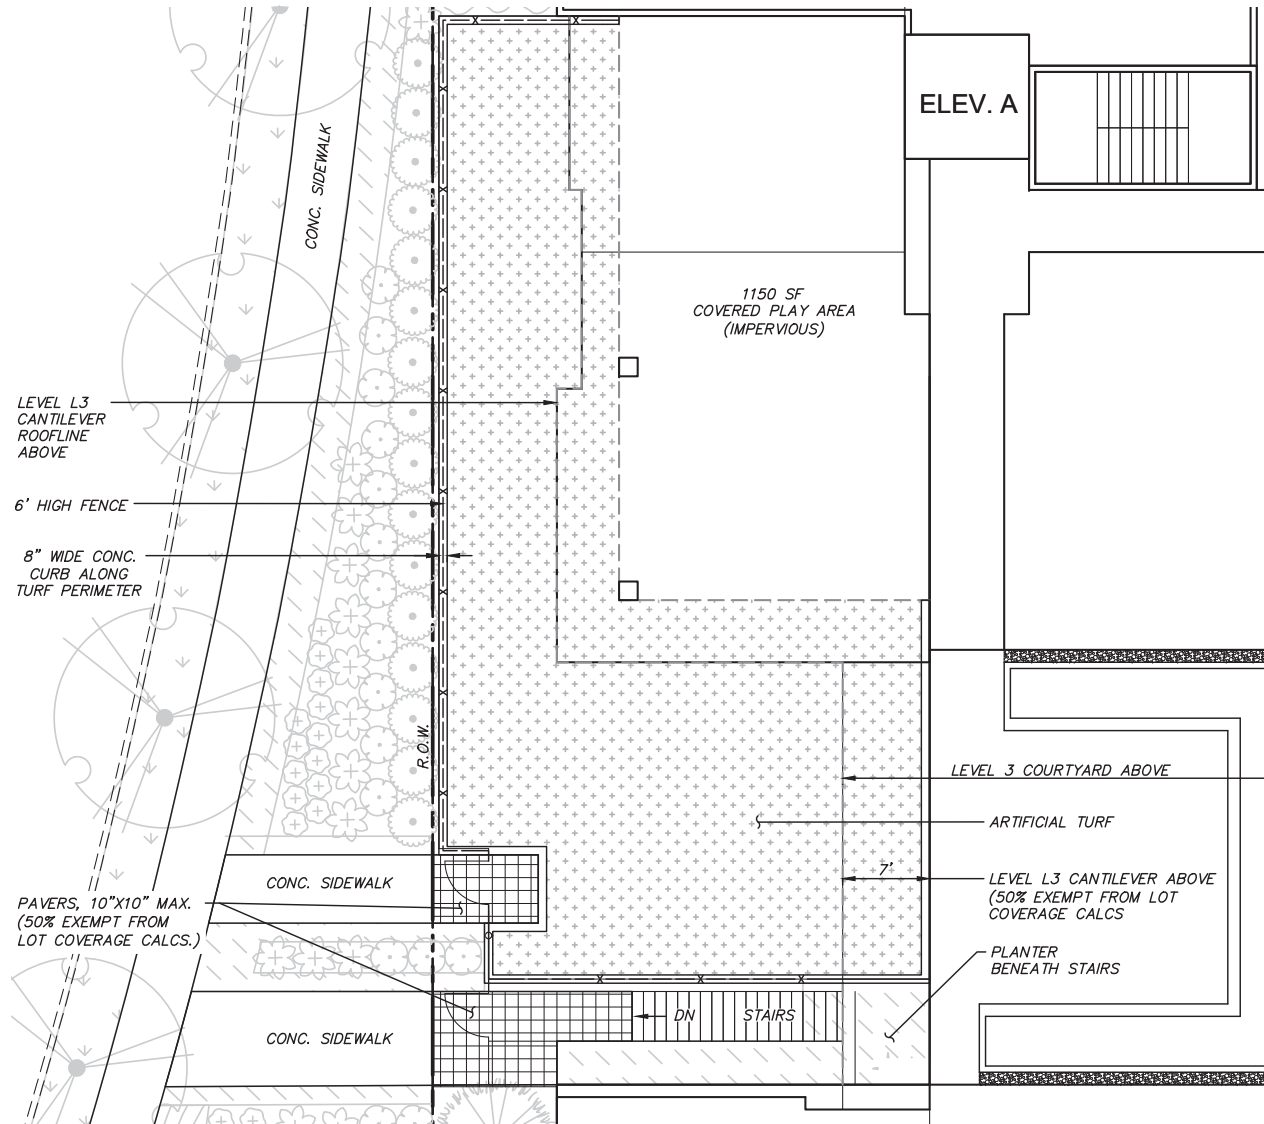 ELEV. A
CONC. SIDEWALK
1150 SF
COVERED PLAY AREA
(IMPERVIOUS)
LEVEL L3
CANTILEVER
ROOFLINE
ABOVE
6' HIGH FENCE
8" WIDE CONC.
CURB ALONG
TURF PERIMETER
R.O.W.
LEVEL 3 COURTYARD ABOVE
ARTIFICIAL TURF
7'
LEVEL L3 CANTILEVER ABOVE
(50% EXEMPT FROM LOT
COVERAGE CALCS
CONC. SIDEWALK
PAVERS, 10"X10" MAX.
(50% EXEMPT FROM
LOT COVERAGE CALCS.)
PLANTER
BENEATH STAIRS
DN
STAIRS
CONC. SIDEWALK